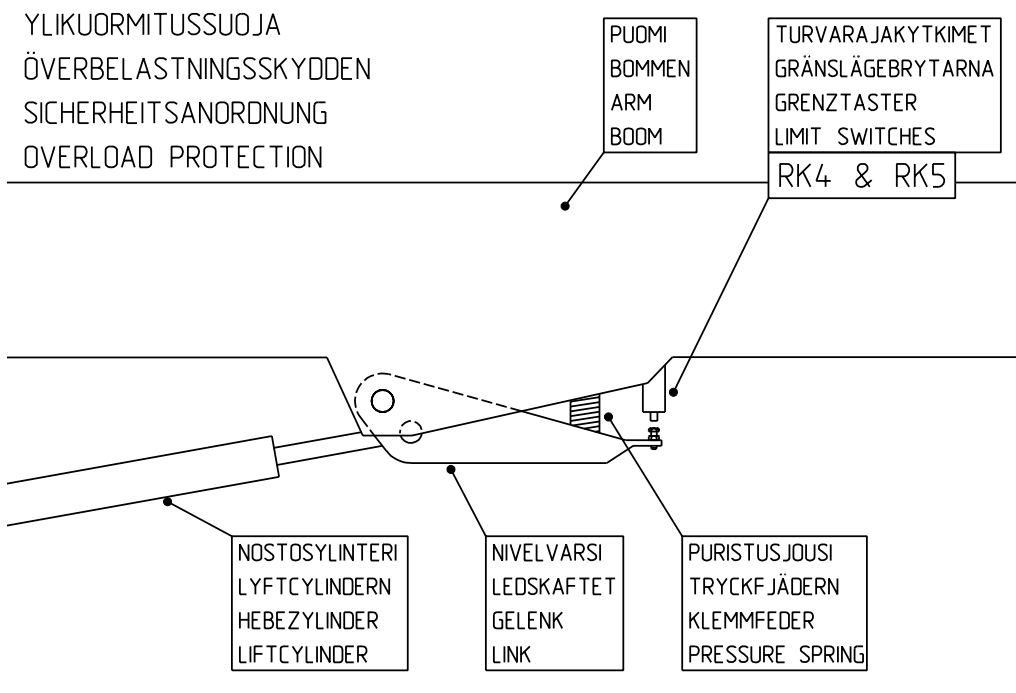 YLIKUORMITUSSUOJA
ÖVERBELASTNINGSSKYDDEN
SICHERHEITSANORDNUNG
OVERLOAD PROTECTION
PUOMI
BOMMEN
ARM
BOOM
TURVARAJAKYTKIMET
GRÄNSLÄGEBRYTARNA
GRENZTASTER
LIMIT SWITCHES
RK4 & RK5
NOSTOSYLINTERI
LYFTCYLINDERN
HEBEZYLINDER
LIFTCYLINDER
NIVELVARSI
LEDSKAFTET
GELENK
LINK
PURISTUSJOUSI
TRYCKFJÄDERN
KLEMMFEDER
PRESSURE SPRING